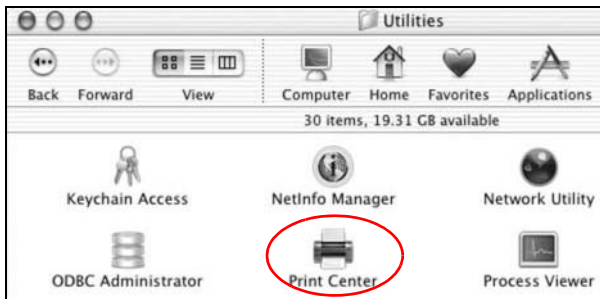 Utilities
Back Forward View Computer Home Favorites Applications
30 items, 19.31 GB available
Keychain Access NetInfo Manager Network Utility
ODBC Administrator Print Center Process Viewer